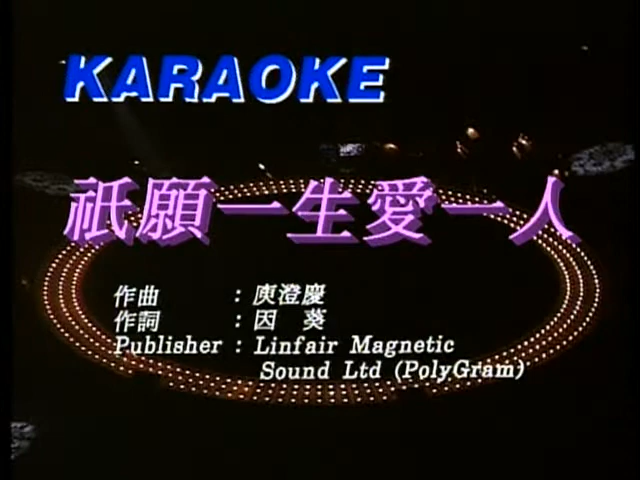 KARAOKE
祇願一生愛一人
作曲 : 庾澄慶
作詞 : 因 葵
Publisher : Linfair Magnetic
Sound Ltd (PolyGram)